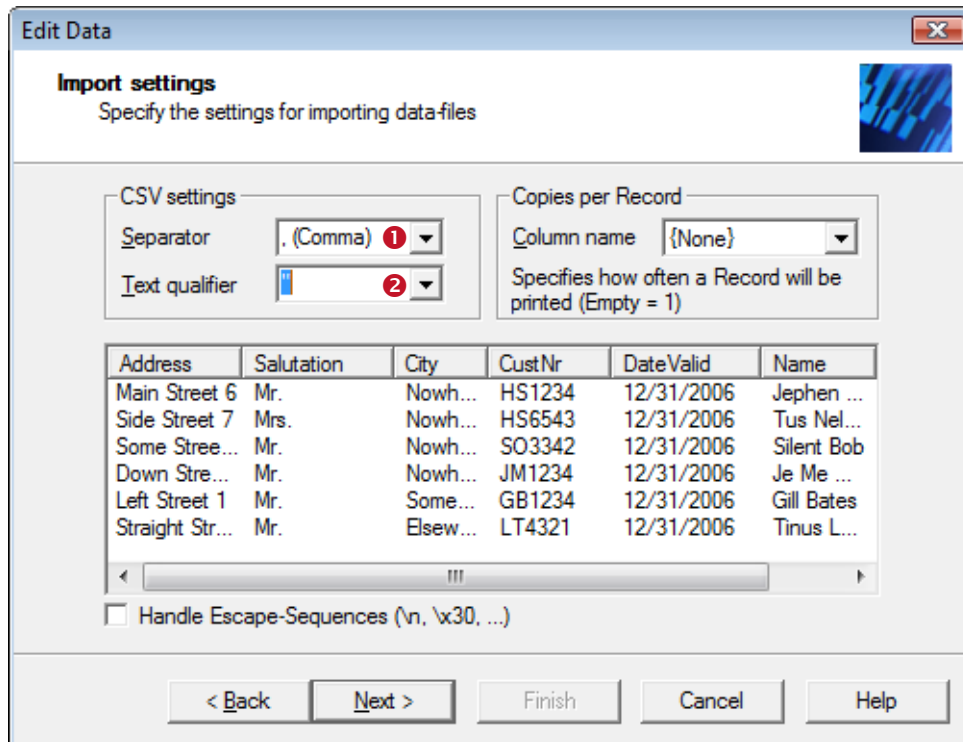 Edit Data
Import settings
Specify the settings for importing data-files
CSV settings
Separator , (Comma) 1
Text qualifier " 2
Copies per Record
Column name {None}
Specifies how often a Record will be
printed (Empty = 1)
Address Salutation City CustNr DateValid Name
Main Street 6 Mr. Nowh... HS1234 12/31/2006 Jephen ...
Side Street 7 Mrs. Nowh... HS6543 12/31/2006 Tus Nel...
Some Stree... Mr. Nowh... SO3342 12/31/2006 Silent Bob
Down Stre... Mr. Nowh... JM1234 12/31/2006 Je Me ...
Left Street 1 Mr. Some... GB1234 12/31/2006 Gill Bates
Straight Str... Mr. Elsew... LT4321 12/31/2006 Tinus L...
Handle Escape-Sequences (\n, \x30, ...)
< Back Next > Finish Cancel Help